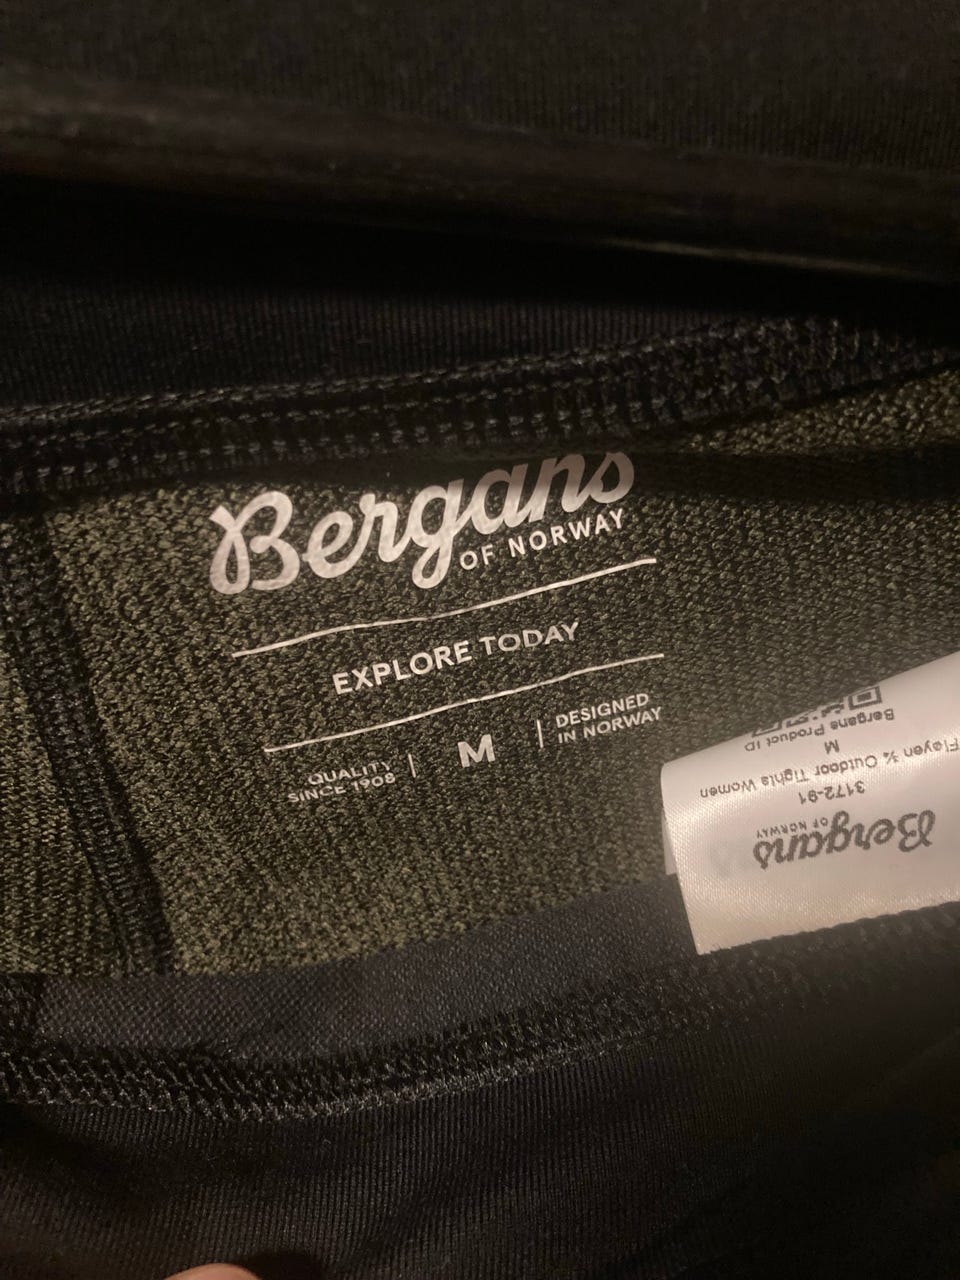 Bergans
OF NORWAY
EXPLORE TODAY
QUALITY
SINCE 1908
M
DESIGNED
IN NORWAY
Bergans
OF NORWAY
3172-91
Fløyen ¾ Outdoor Tights Women
M
Bergans Product ID